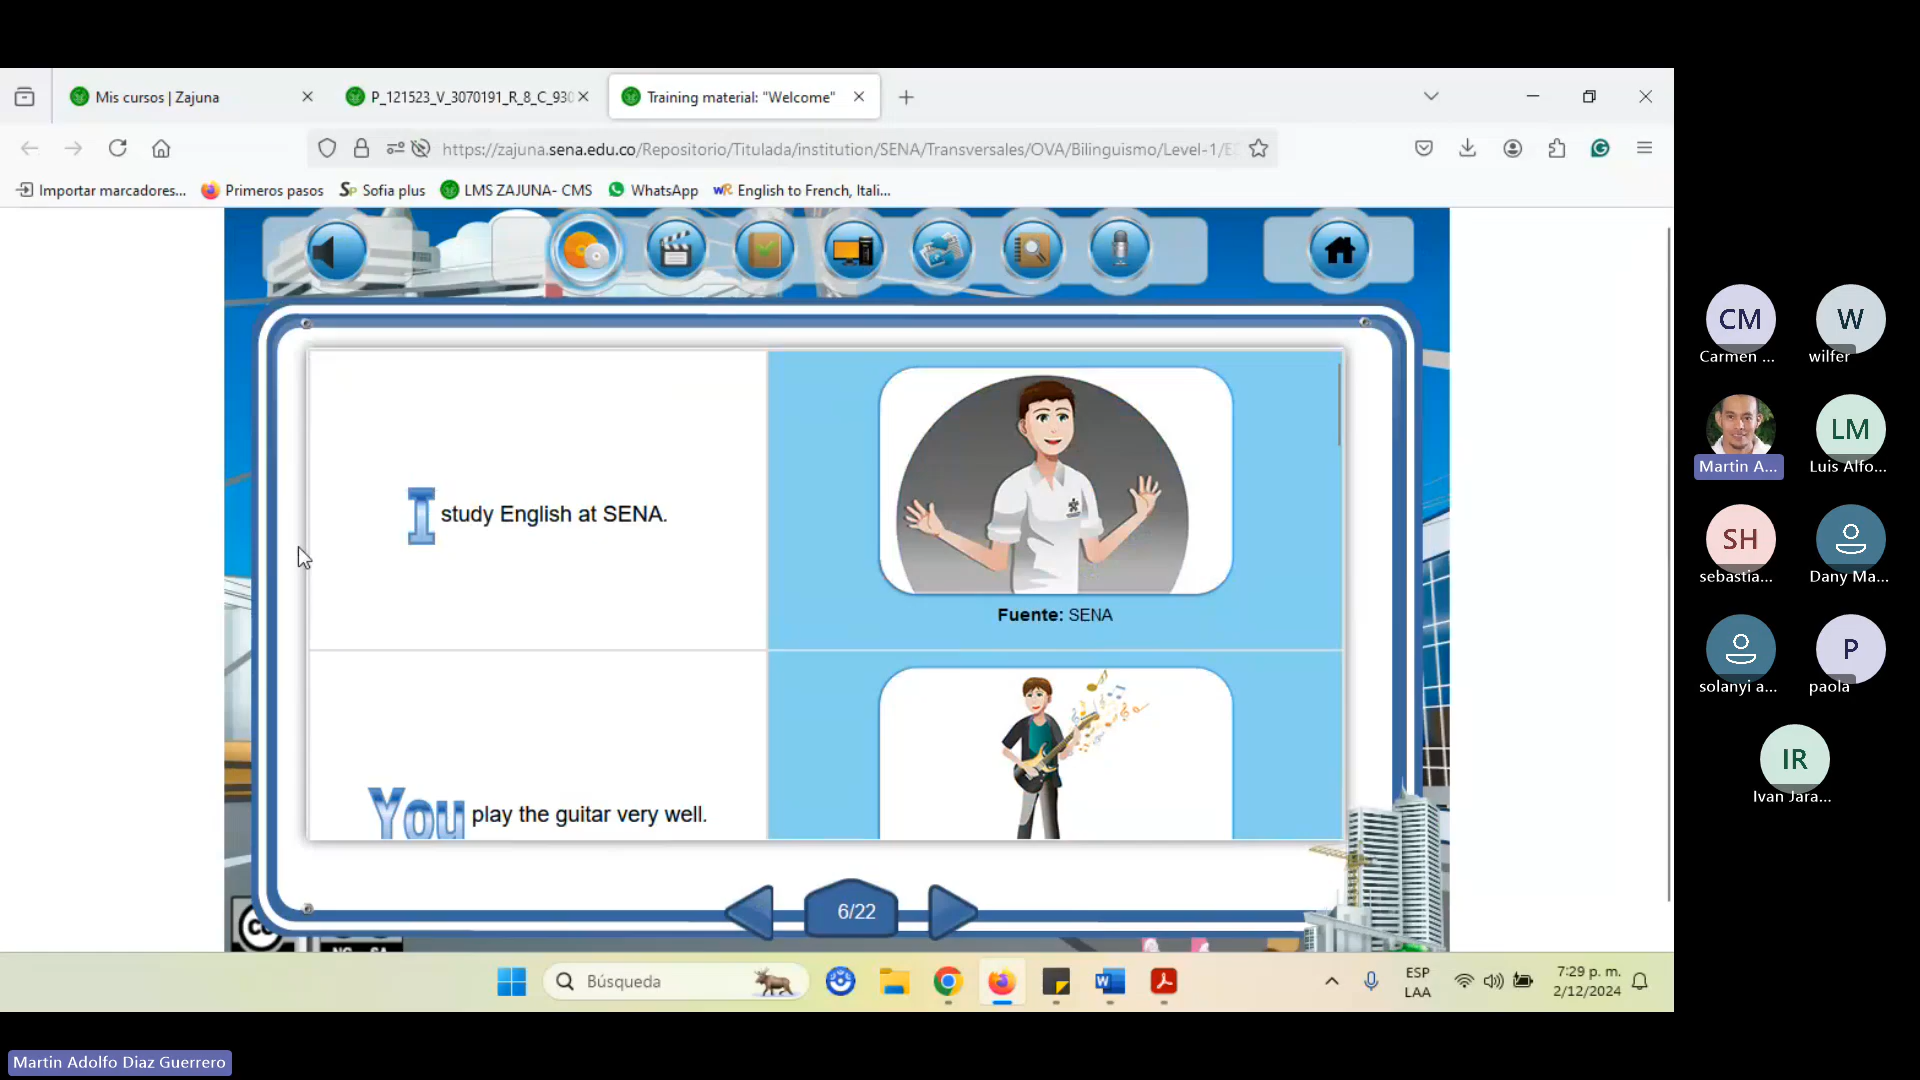 Mis cursos | Zajuna
P_121523_V_3070191_R_8_C_930
Training material: "Welcome"
https://zajuna.sena.edu.co/Repositorio/Titulada/institution/SENA/Transversales/OVA/Bilinguismo/Level-1/E
Importar marcadores...
Primeros pasos
Sofia plus
LMS ZAJUNA- CMS
WhatsApp
English to French, Itali...
I study English at SENA.
Fuente: SENA
You play the guitar very well.
6/22
CM
Carmen ...
W
wilfer
Martin A...
LM
Luis Alfo...
SH
sebastia...
Dany Ma...
solanyi a...
P
paola
IR
Ivan Jara...
Búsqueda
ESP
LAA
7:29 p. m.
2/12/2024
Martin Adolfo Diaz Guerrero